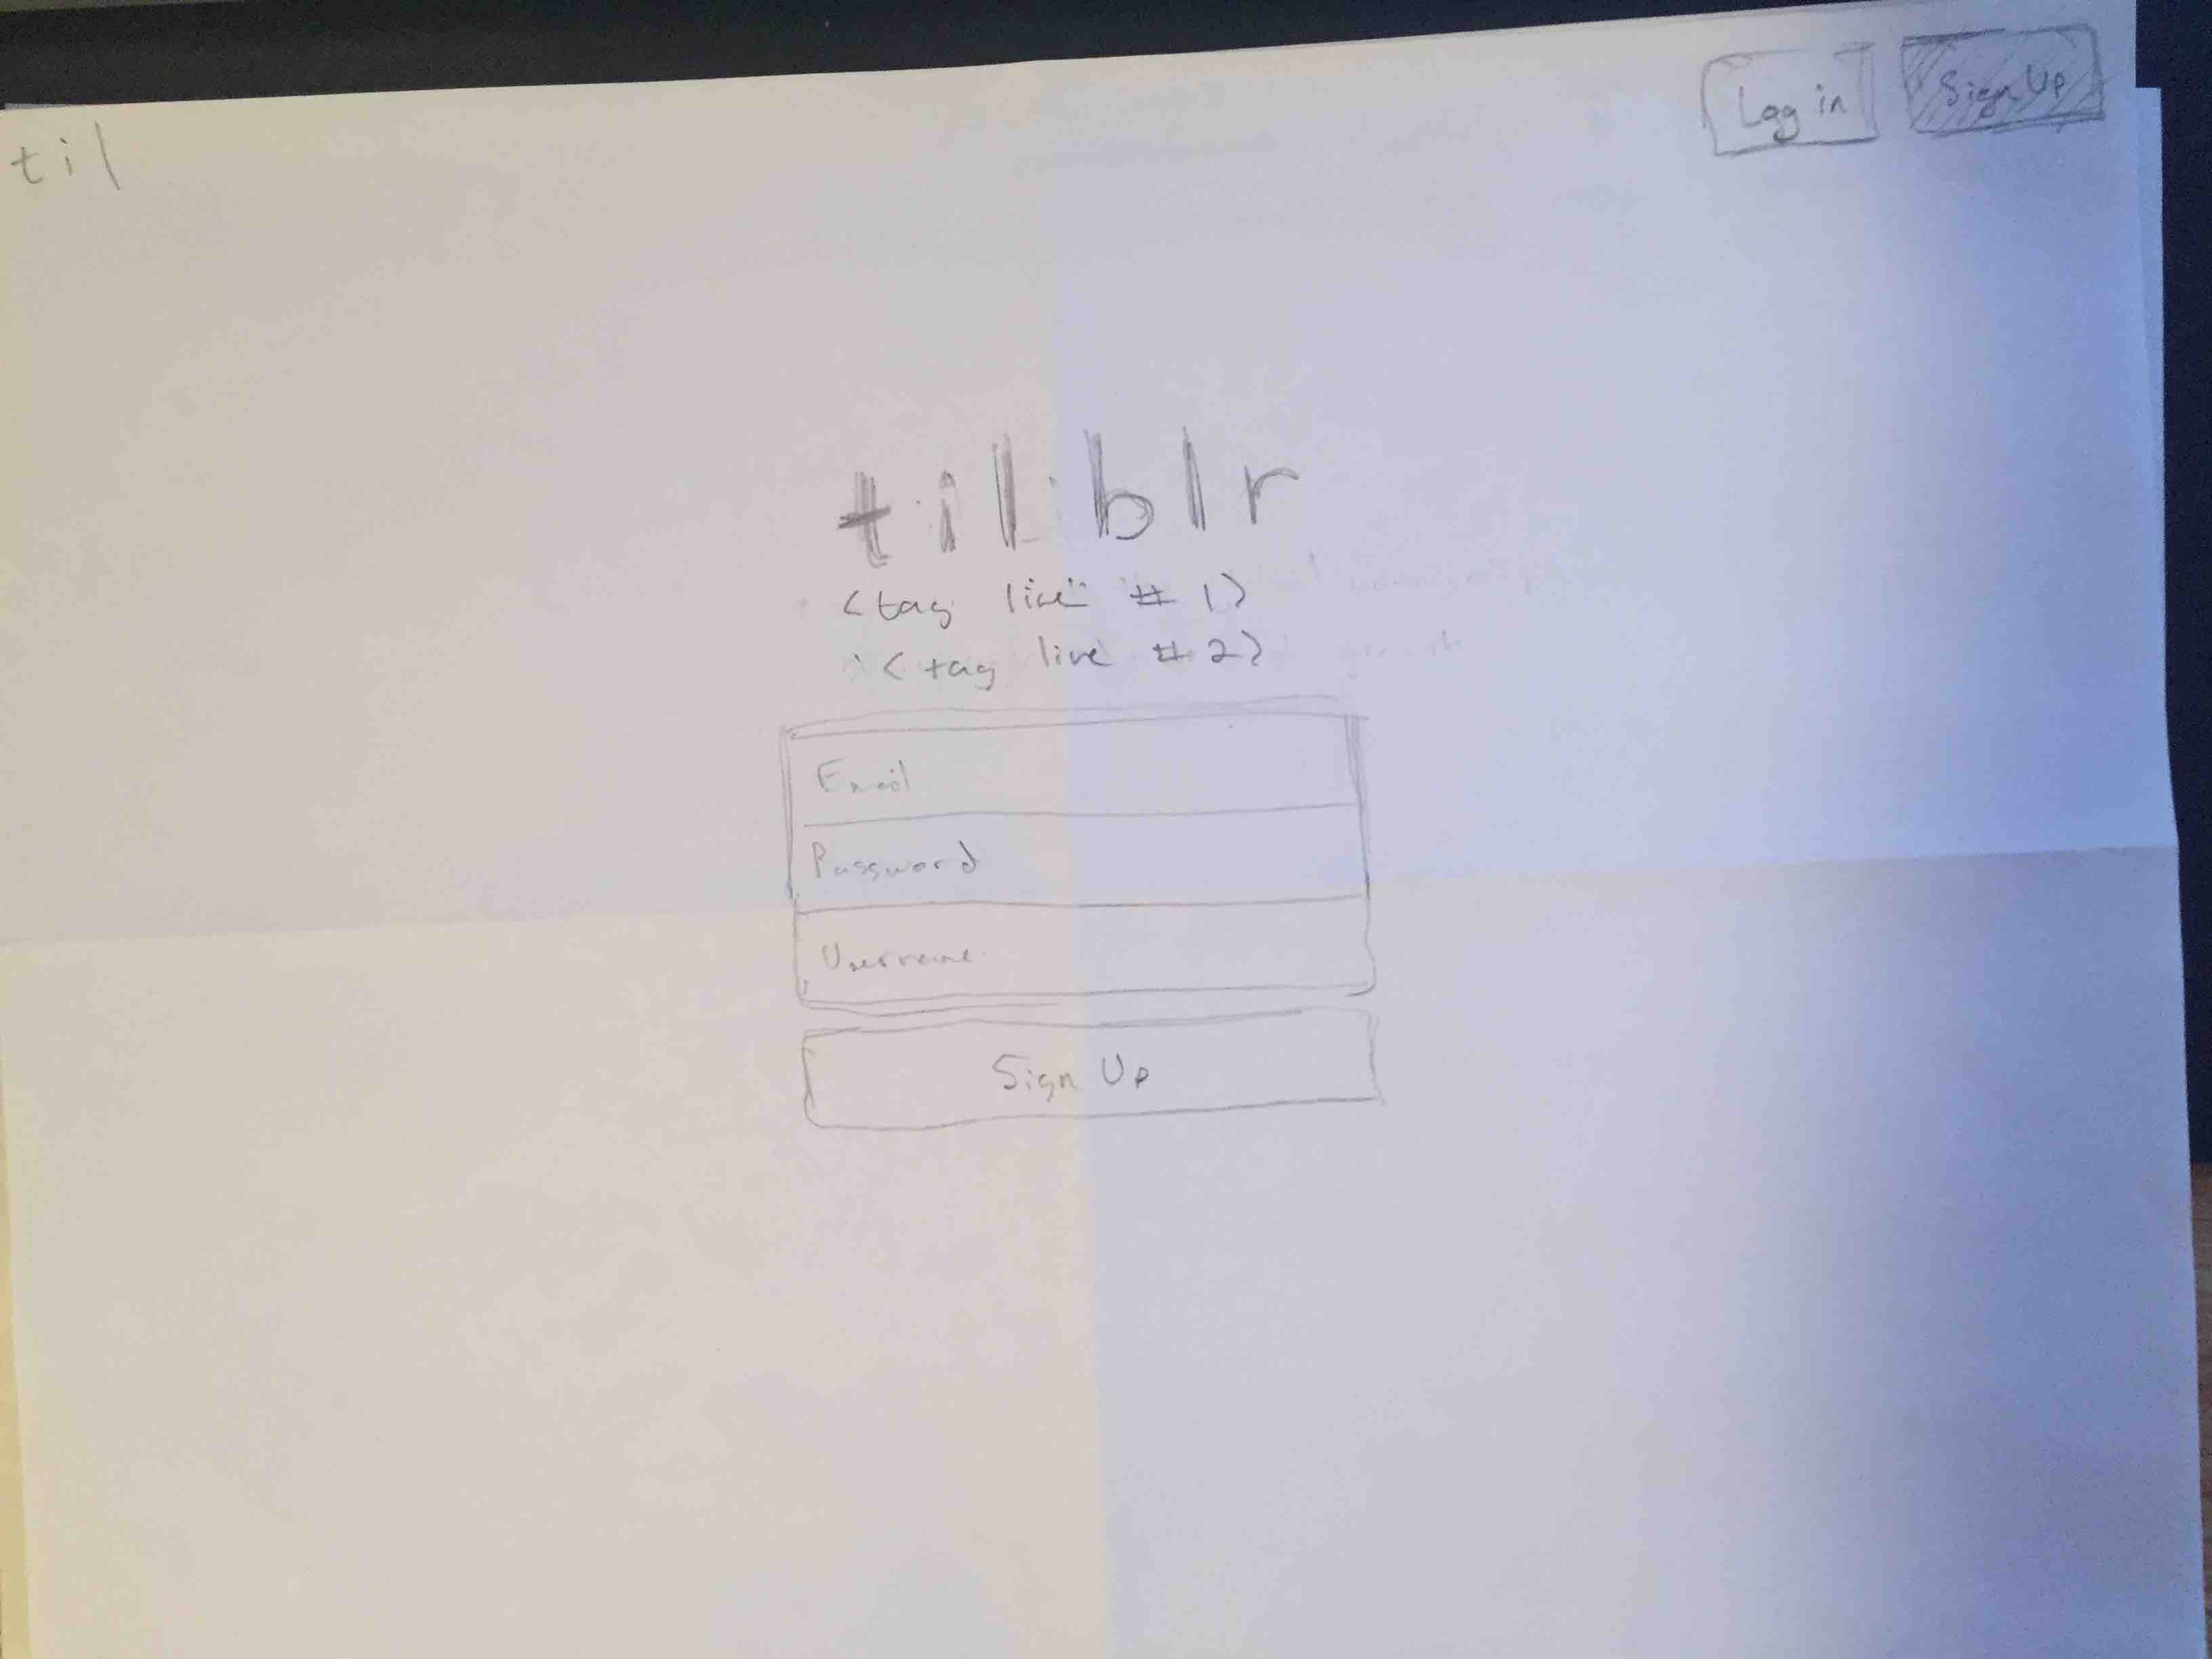 til
Log in
Sign Up
tilblr
<tag line #1>
<tag line #2>
Email
Password
Username
Sign Up